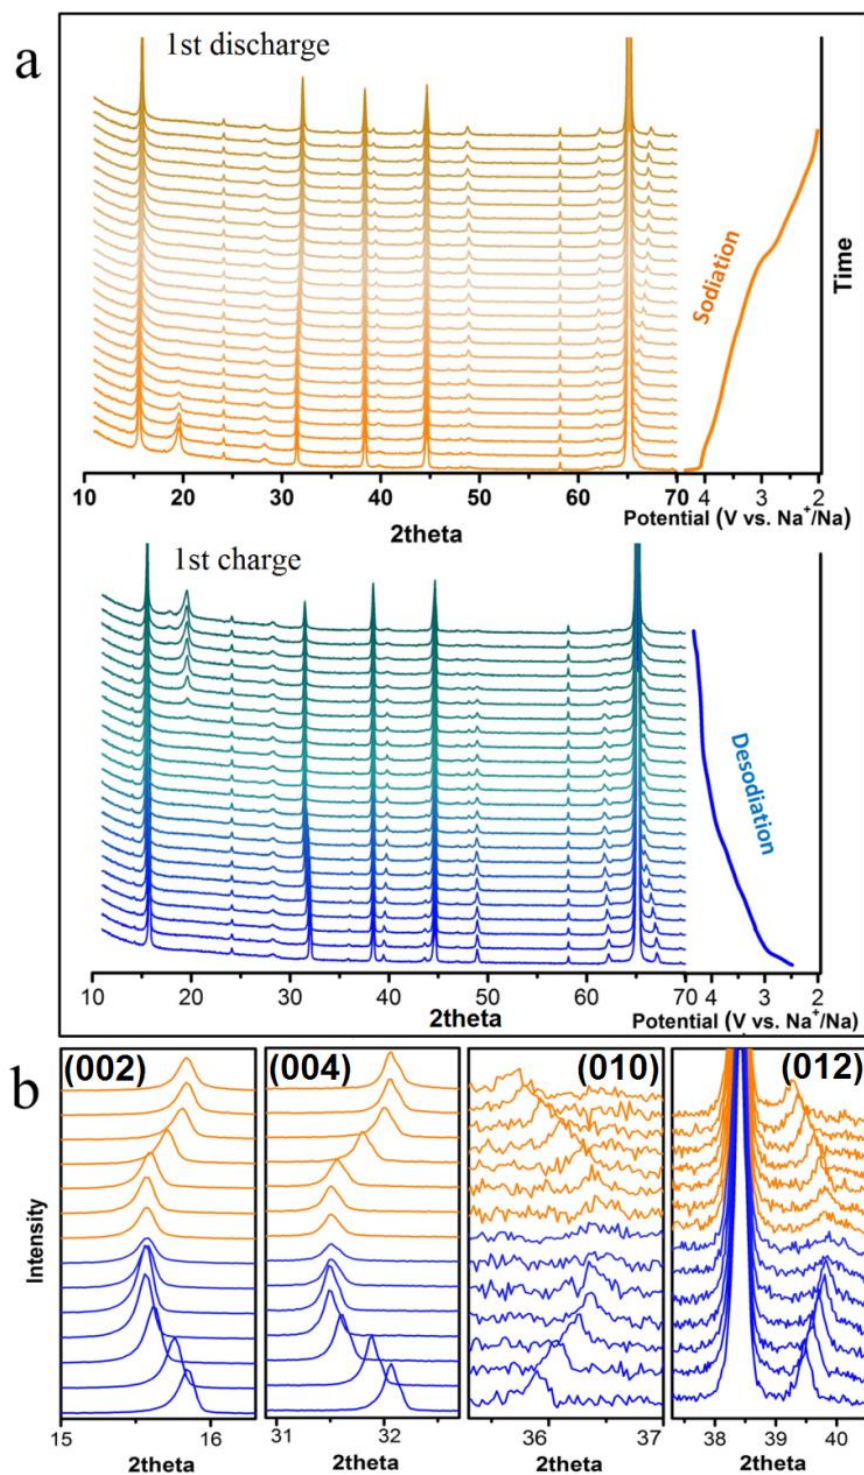 a
1st discharge
Sodiation
Time
10 20 30 40 50 60 70 4 3 2
2theta
Potential (V vs. Na⁺/Na)
1st charge
Desodiation
10 20 30 40 50 60 70 4 3 2
2theta
Potential (V vs. Na⁺/Na)
b
(002) (004) (010) (012)
Intensity
15 16 31 32 36 37 38 39 40
2theta 2theta 2theta 2theta